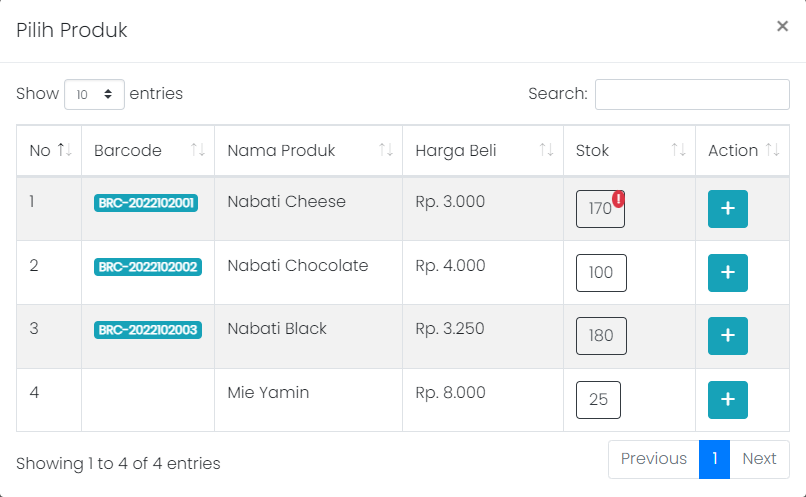 Pilih Produk ×
Show 10 entries Search:
No Barcode Nama Produk Harga Beli Stok Action
1 BRC-2022102001 Nabati Cheese Rp. 3.000 170 ! +
2 BRC-2022102002 Nabati Chocolate Rp. 4.000 100 +
3 BRC-2022102003 Nabati Black Rp. 3.250 180 +
4 Mie Yamin Rp. 8.000 25 +
Showing 1 to 4 of 4 entries Previous 1 Next